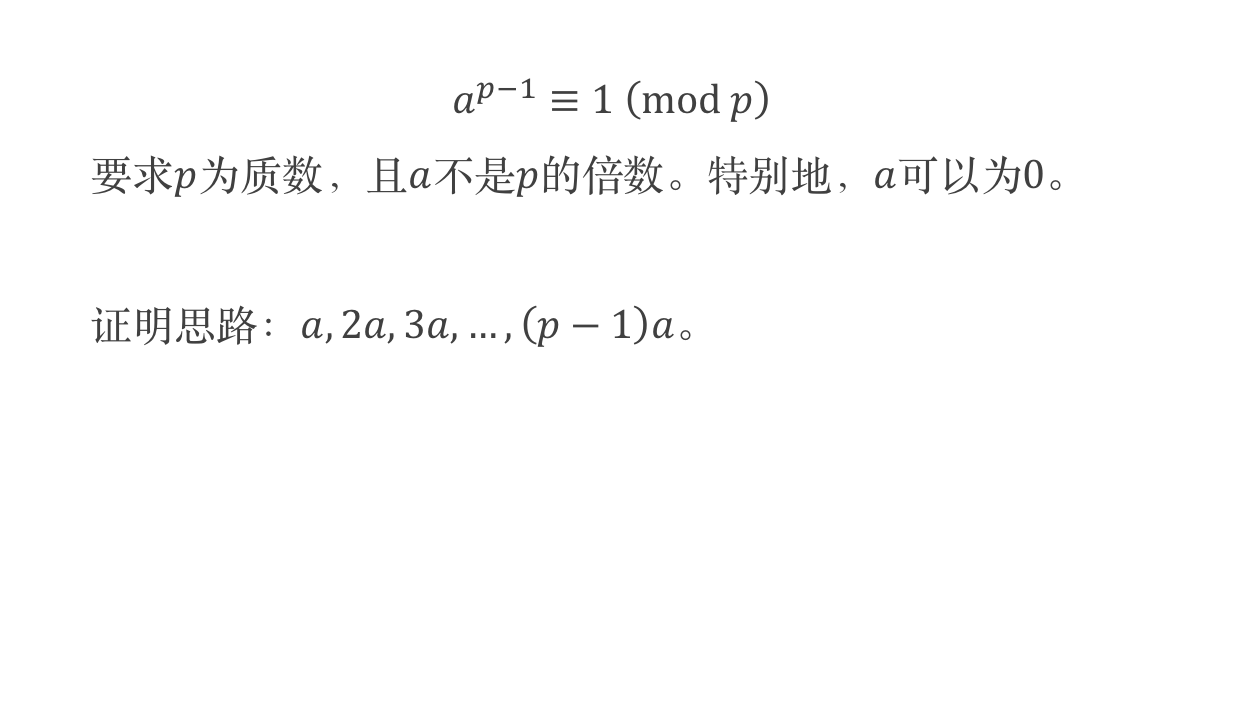 a^{p−1} ≡ 1 (mod p)
要求p为质数，且a不是p的倍数。特别地，a可以为0。
证明思路：a, 2a, 3a, … , (p − 1)a。